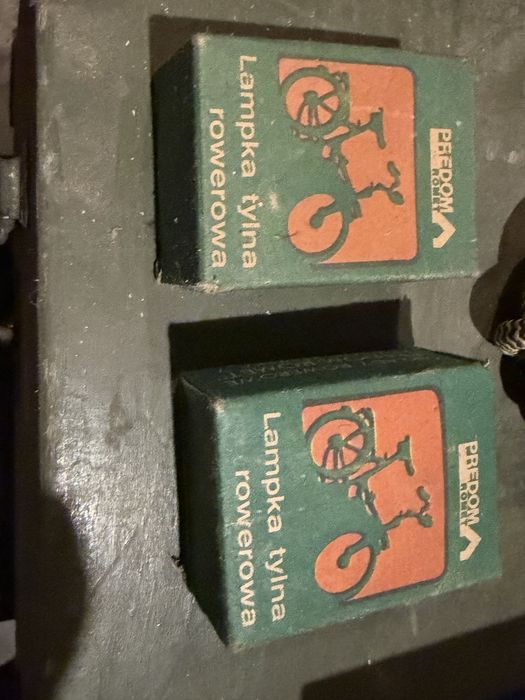 PREDOM
ROMET
Lampka tylna
rowerowa
PREDOM
ROMET
Lampka tylna
rowerowa